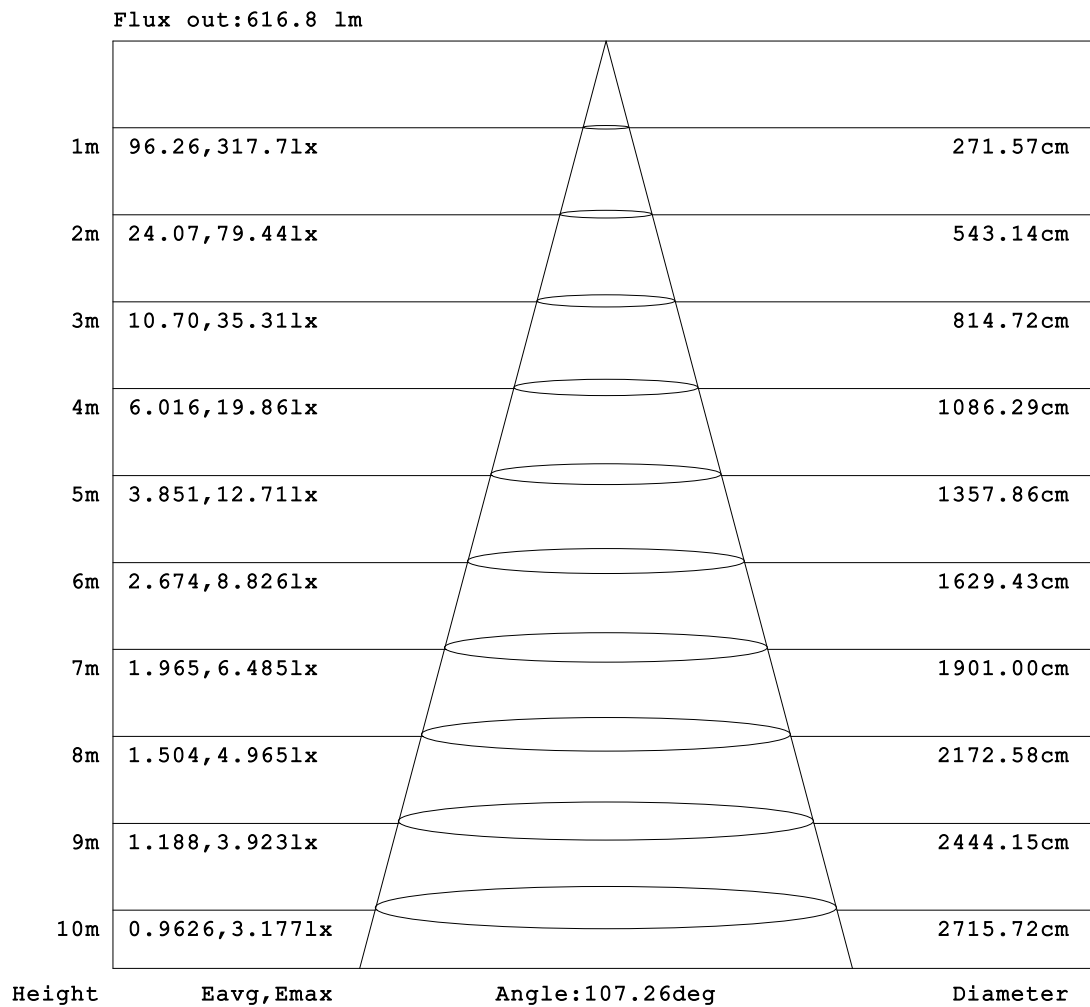 Flux out:616.8 lm
1m 96.26,317.7lx 271.57cm
2m 24.07,79.44lx 543.14cm
3m 10.70,35.31lx 814.72cm
4m 6.016,19.86lx 1086.29cm
5m 3.851,12.71lx 1357.86cm
6m 2.674,8.826lx 1629.43cm
7m 1.965,6.485lx 1901.00cm
8m 1.504,4.965lx 2172.58cm
9m 1.188,3.923lx 2444.15cm
10m 0.9626,3.177lx 2715.72cm
Height Eavg,Emax Angle:107.26deg Diameter